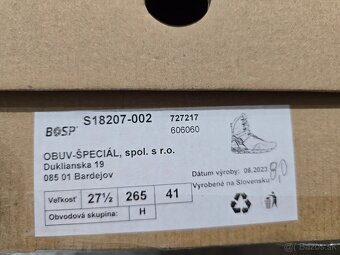 S18207-002
727217
BOSP
606060
OBUV-ŠPECIÁL, spol. s r.o.
Duklianska 19
085 01 Bardejov
Dátum výroby: 08.2023
Vyrobené na Slovensku
Veľkosť 27½ 265 41
Obvodová skupina: H